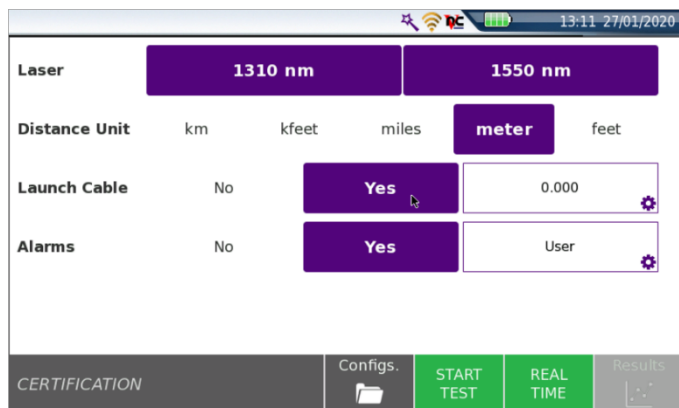 13:11 27/01/2020
Laser 1310 nm 1550 nm
Distance Unit km kfeet miles meter feet
Launch Cable No Yes 0.000
Alarms No Yes User
CERTIFICATION
Configs.
START
TEST
REAL
TIME
Results